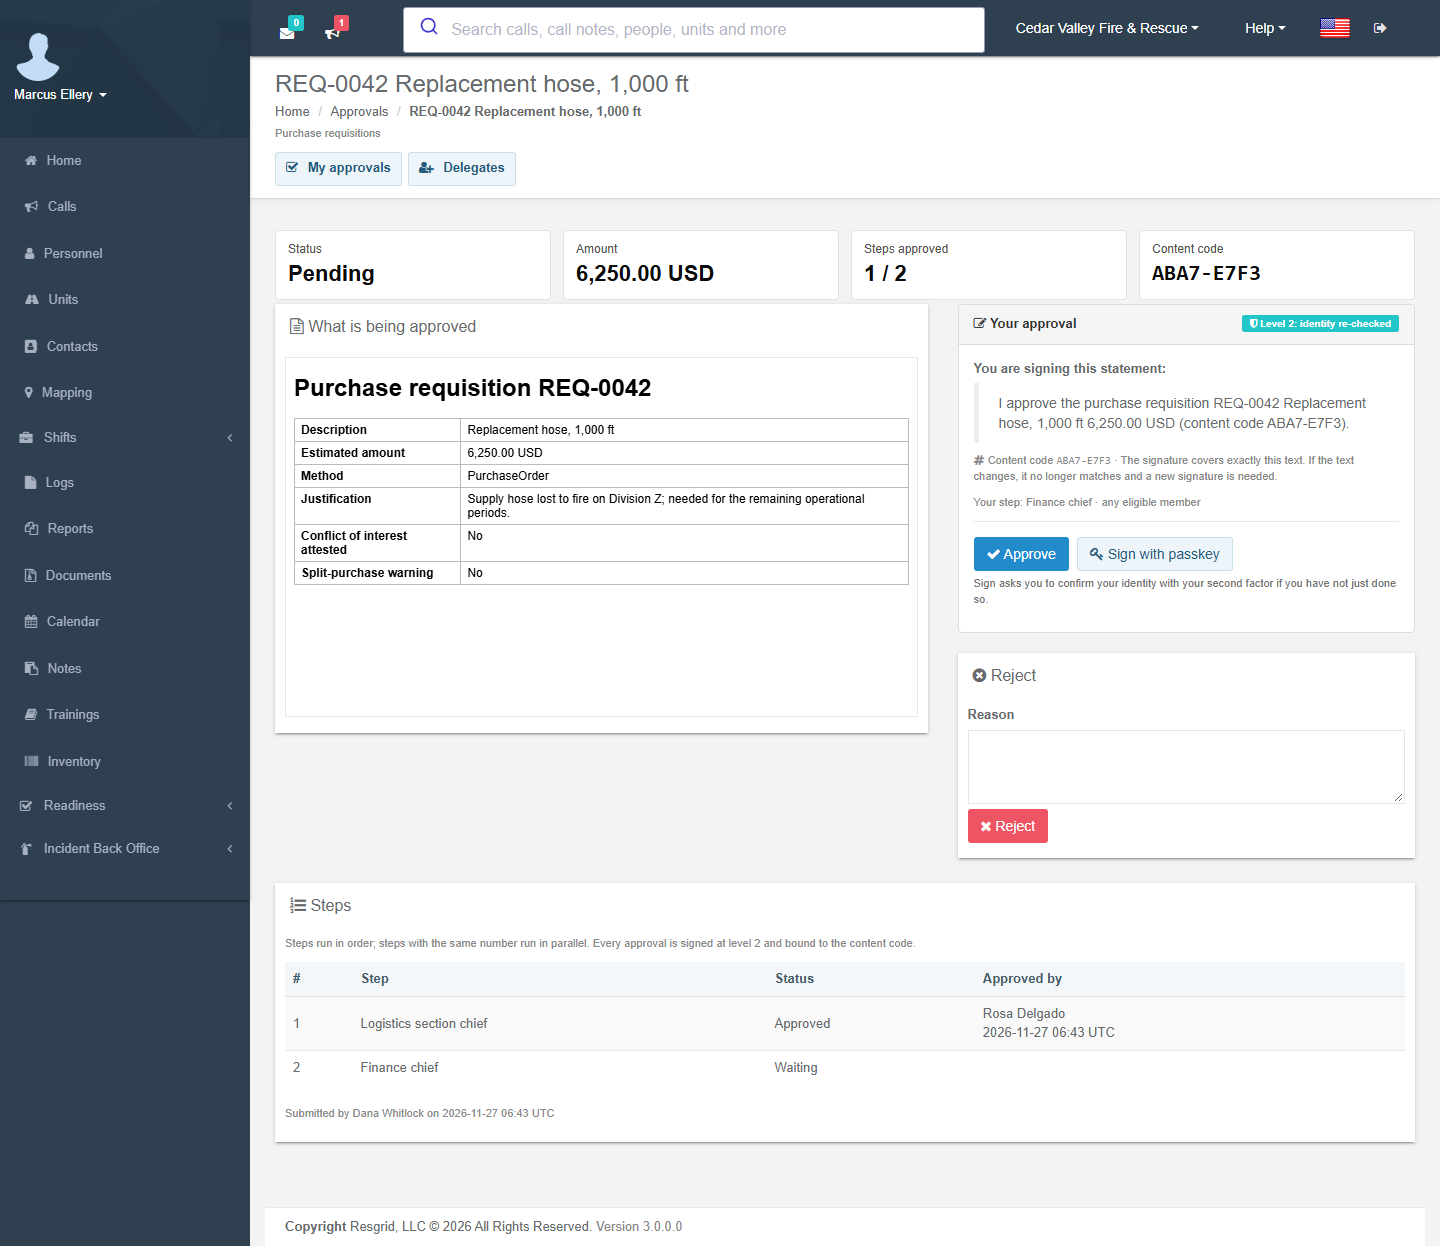 Marcus Ellery
Home
Calls
Personnel
Units
Contacts
Mapping
Shifts
Logs
Reports
Documents
Calendar
Notes
Trainings
Inventory
Readiness
Incident Back Office
0
1
Search calls, call notes, people, units and more
Cedar Valley Fire & Rescue
Help
REQ-0042 Replacement hose, 1,000 ft
Home / Approvals / REQ-0042 Replacement hose, 1,000 ft
Purchase requisitions
My approvals
Delegates
Status
Pending
Amount
6,250.00 USD
Steps approved
1 / 2
Content code
ABA7-E7F3
What is being approved
Purchase requisition REQ-0042
Description Replacement hose, 1,000 ft
Estimated amount 6,250.00 USD
Method PurchaseOrder
Justification Supply hose lost to fire on Division Z; needed for the remaining operational
periods.
Conflict of interest No
attested
Split-purchase warning No
Your approval
Level 2: identity re-checked
You are signing this statement:
I approve the purchase requisition REQ-0042 Replacement
hose, 1,000 ft 6,250.00 USD (content code ABA7-E7F3).
# Content code ABA7-E7F3 · The signature covers exactly this text. If the text
changes, it no longer matches and a new signature is needed.
Your step: Finance chief · any eligible member
Approve
Sign with passkey
Sign asks you to confirm your identity with your second factor if you have not just done
so.
Reject
Reason
Reject
Steps
Steps run in order; steps with the same number run in parallel. Every approval is signed at level 2 and bound to the content code.
# Step Status Approved by
1 Logistics section chief Approved Rosa Delgado
2026-11-27 06:43 UTC
2 Finance chief Waiting
Submitted by Dana Whitlock on 2026-11-27 06:43 UTC
Copyright Resgrid, LLC © 2026 All Rights Reserved. Version 3.0.0.0